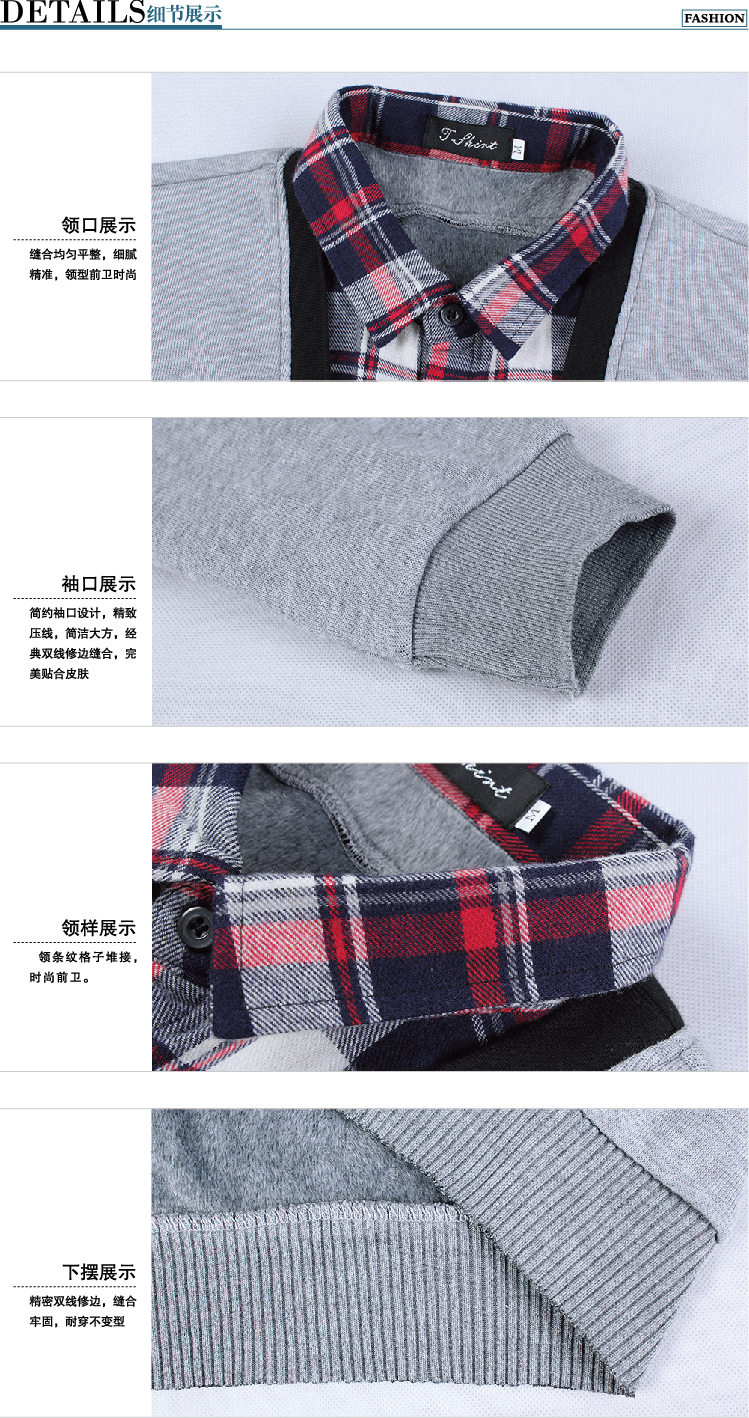 DETAILS细节展示
FASHION
T-Shirt
M
领口展示
缝合均匀平整，细腻
精准，领型前卫时尚
袖口展示
简约袖口设计，精致
压线，简洁大方，经
典双线修边缝合，完
美贴合皮肤
hirt
M
领样展示
领条纹格子堆接，
时尚前卫。
下摆展示
精密双线修边，缝合
牢固，耐穿不变型